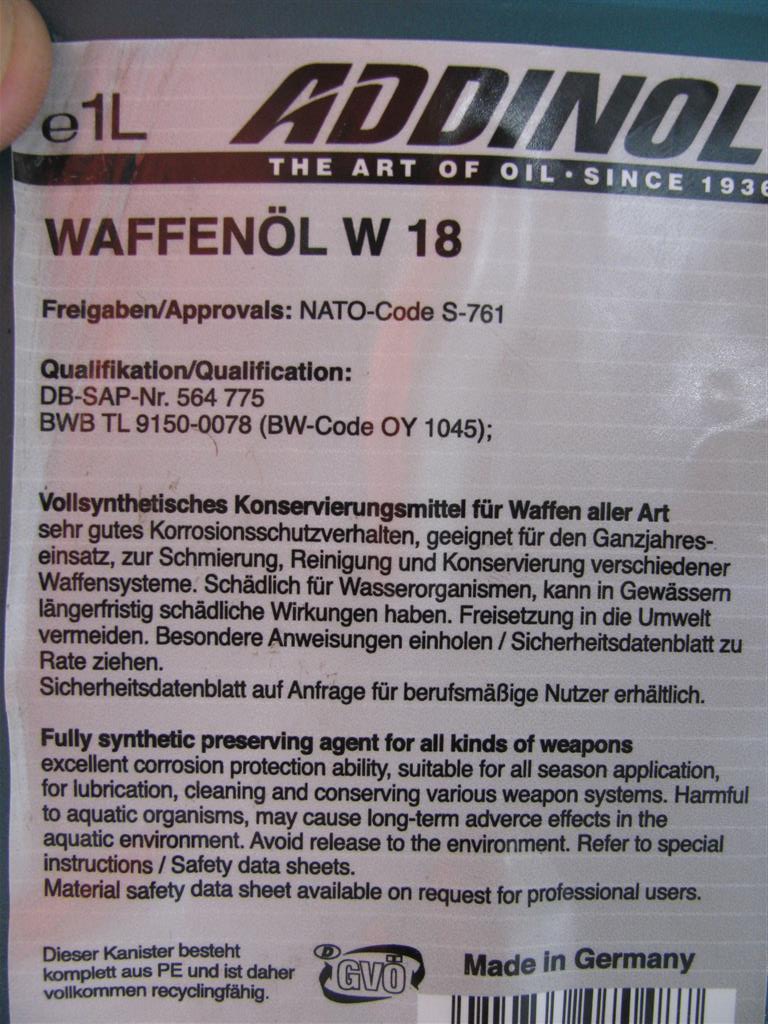 e1L
ADDINOL
THE ART OF OIL · SINCE 1936
WAFFENÖL W 18
Freigaben/Approvals: NATO-Code S-761
Qualifikation/Qualification:
DB-SAP-Nr. 564 775
BWB TL 9150-0078 (BW-Code OY 1045);
Vollsynthetisches Konservierungsmittel für Waffen aller Art
sehr gutes Korrosionsschutzverhalten, geeignet für den Ganzjahres-
einsatz, zur Schmierung, Reinigung und Konservierung verschiedener
Waffensysteme. Schädlich für Wasserorganismen, kann in Gewässern
längerfristig schädliche Wirkungen haben. Freisetzung in die Umwelt
vermeiden. Besondere Anweisungen einholen / Sicherheitsdatenblatt zu
Rate ziehen.
Sicherheitsdatenblatt auf Anfrage für berufsmäßige Nutzer erhältlich.
Fully synthetic preserving agent for all kinds of weapons
excellent corrosion protection ability, suitable for all season application,
for lubrication, cleaning and conserving various weapon systems. Harmful
to aquatic organisms, may cause long-term adverce effects in the
aquatic environment. Avoid release to the environment. Refer to special
instructions / Safety data sheets.
Material safety data sheet available on request for professional users.
Dieser Kanister besteht
komplett aus PE und ist daher
vollkommen recyclingfähig.
D
GVÖ
Made in Germany